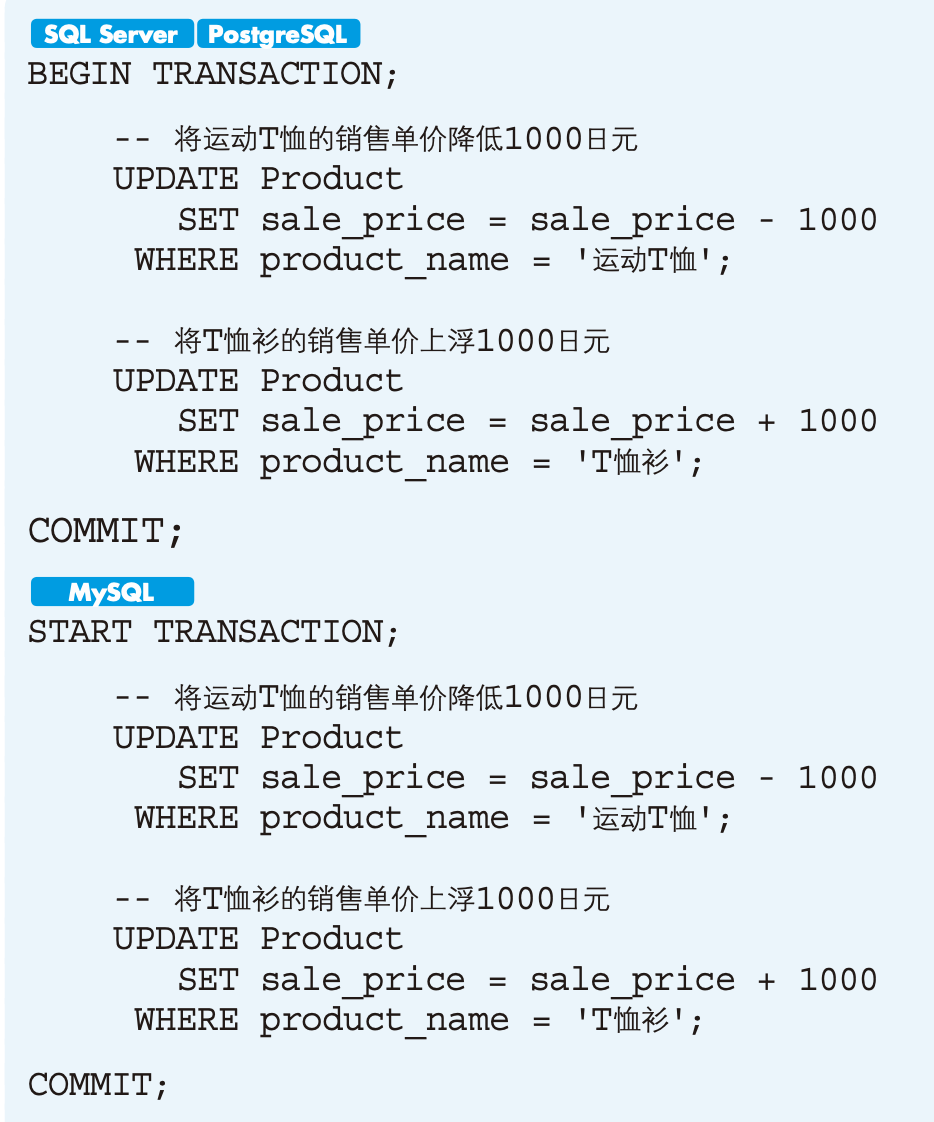 SQL Server PostgreSQL
BEGIN TRANSACTION;
-- 将运动T恤的销售单价降低1000日元
UPDATE Product
SET sale_price = sale_price - 1000
WHERE product_name = '运动T恤';
-- 将T恤衫的销售单价上浮1000日元
UPDATE Product
SET sale_price = sale_price + 1000
WHERE product_name = 'T恤衫';
COMMIT;
MySQL
START TRANSACTION;
-- 将运动T恤的销售单价降低1000日元
UPDATE Product
SET sale_price = sale_price - 1000
WHERE product_name = '运动T恤';
-- 将T恤衫的销售单价上浮1000日元
UPDATE Product
SET sale_price = sale_price + 1000
WHERE product_name = 'T恤衫';
COMMIT;